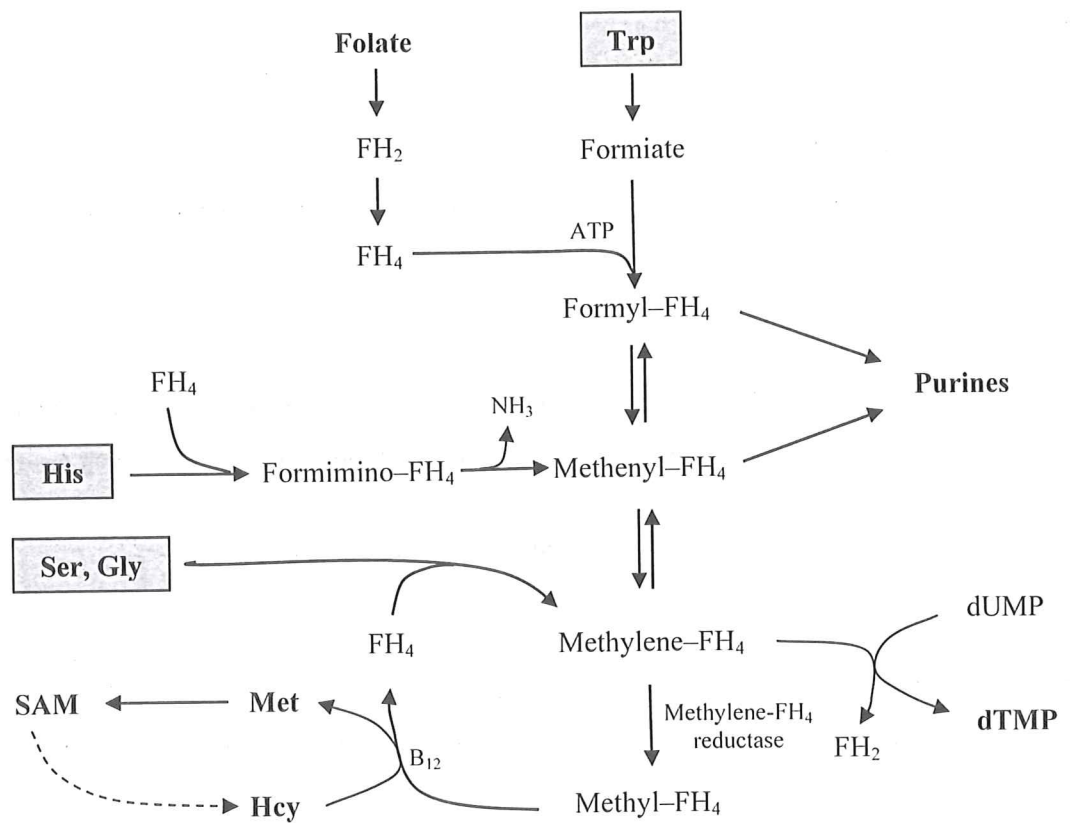 Folate
Trp
FH₂
Formiate
ATP
FH₄
Formyl–FH₄
FH₄
Purines
NH₃
His
Formimino–FH₄
Methenyl–FH₄
Ser, Gly
dUMP
FH₄
Methylene–FH₄
SAM
Met
Methylene-FH₄
reductase
dTMP
FH₂
B₁₂
Hcy
Methyl–FH₄